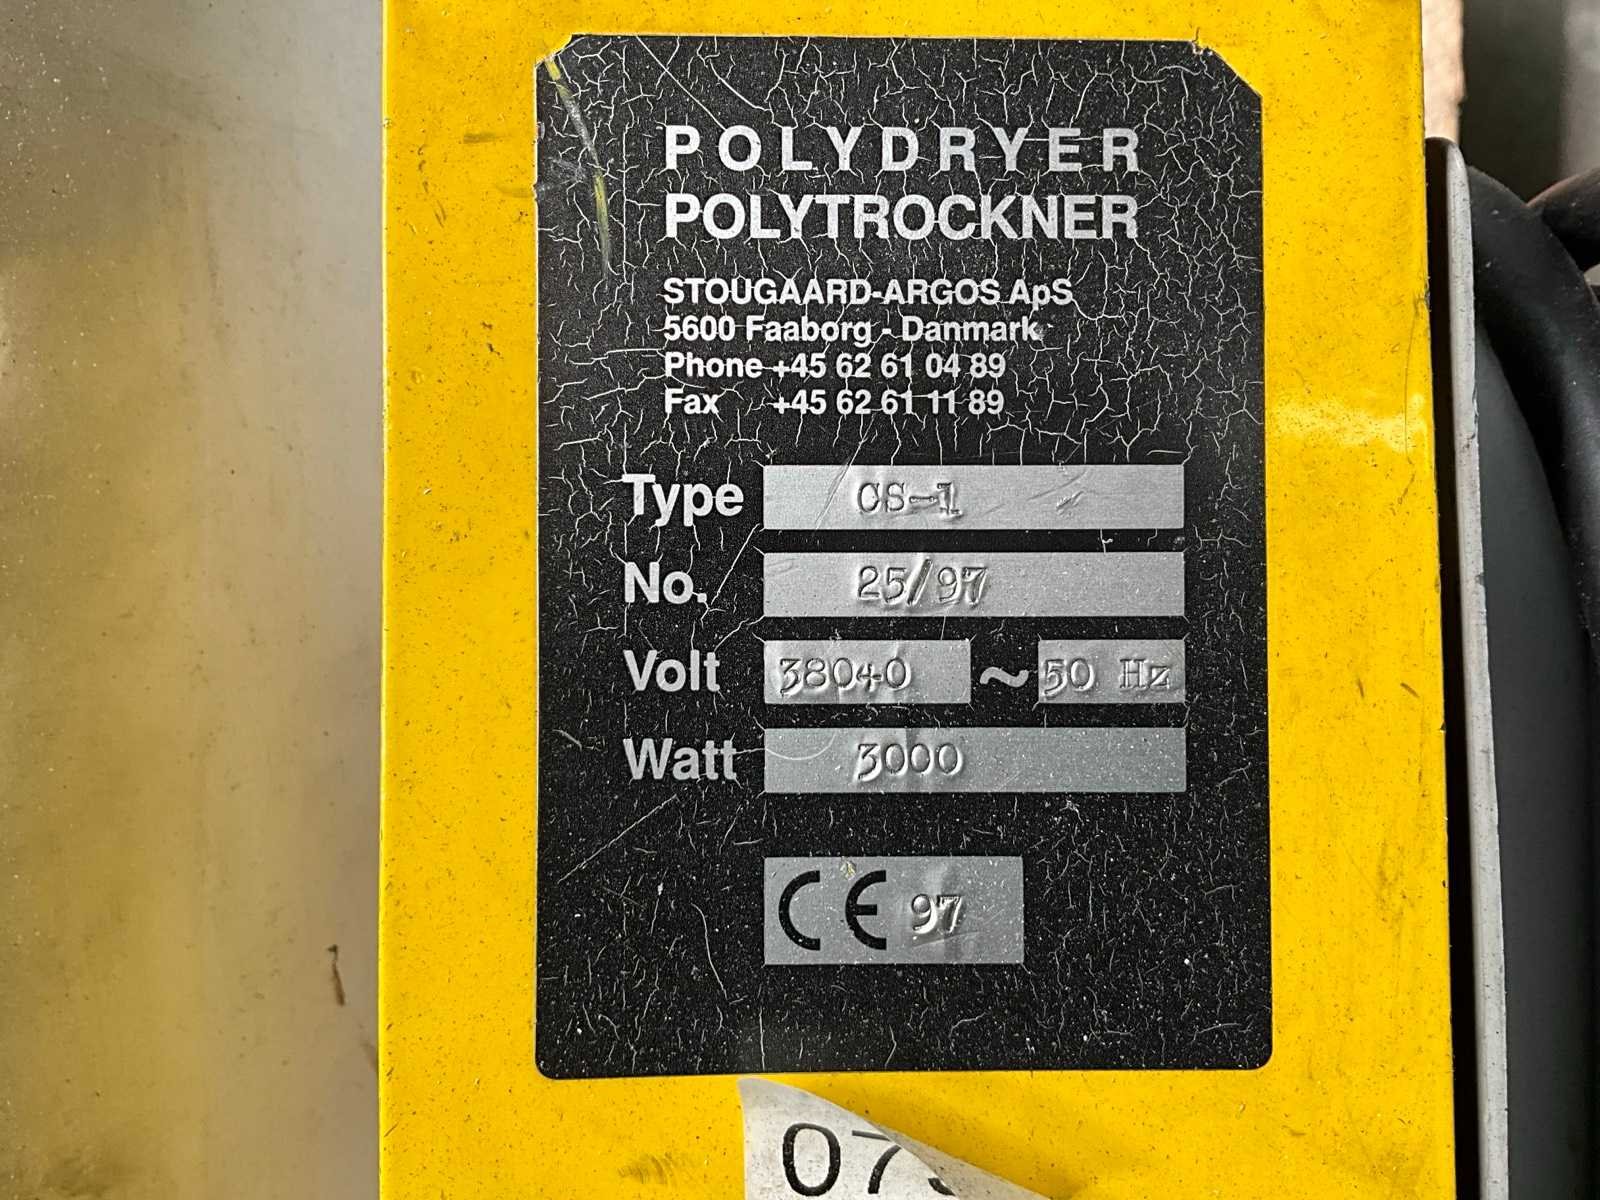 POLYDRYER
POLYTROCKNER
STOUGAARD-ARGOS ApS
5600 Faaborg - Danmark
Phone +45 62 61 04 89
Fax +45 62 61 11 89
Type CS-1
No. 25/97
Volt 38040 ~ 50 Hz
Watt 3000
CE 97
07